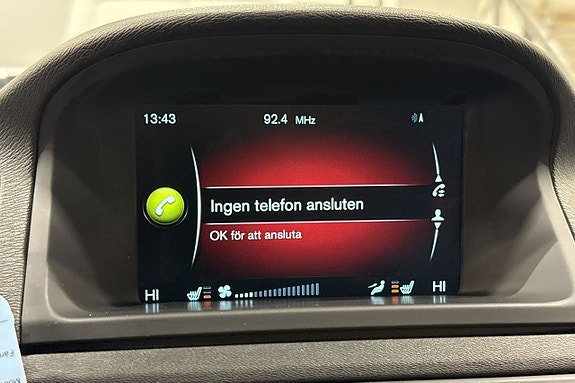 13:43 92.4 MHz
Ingen telefon ansluten
OK för att ansluta
HI HI